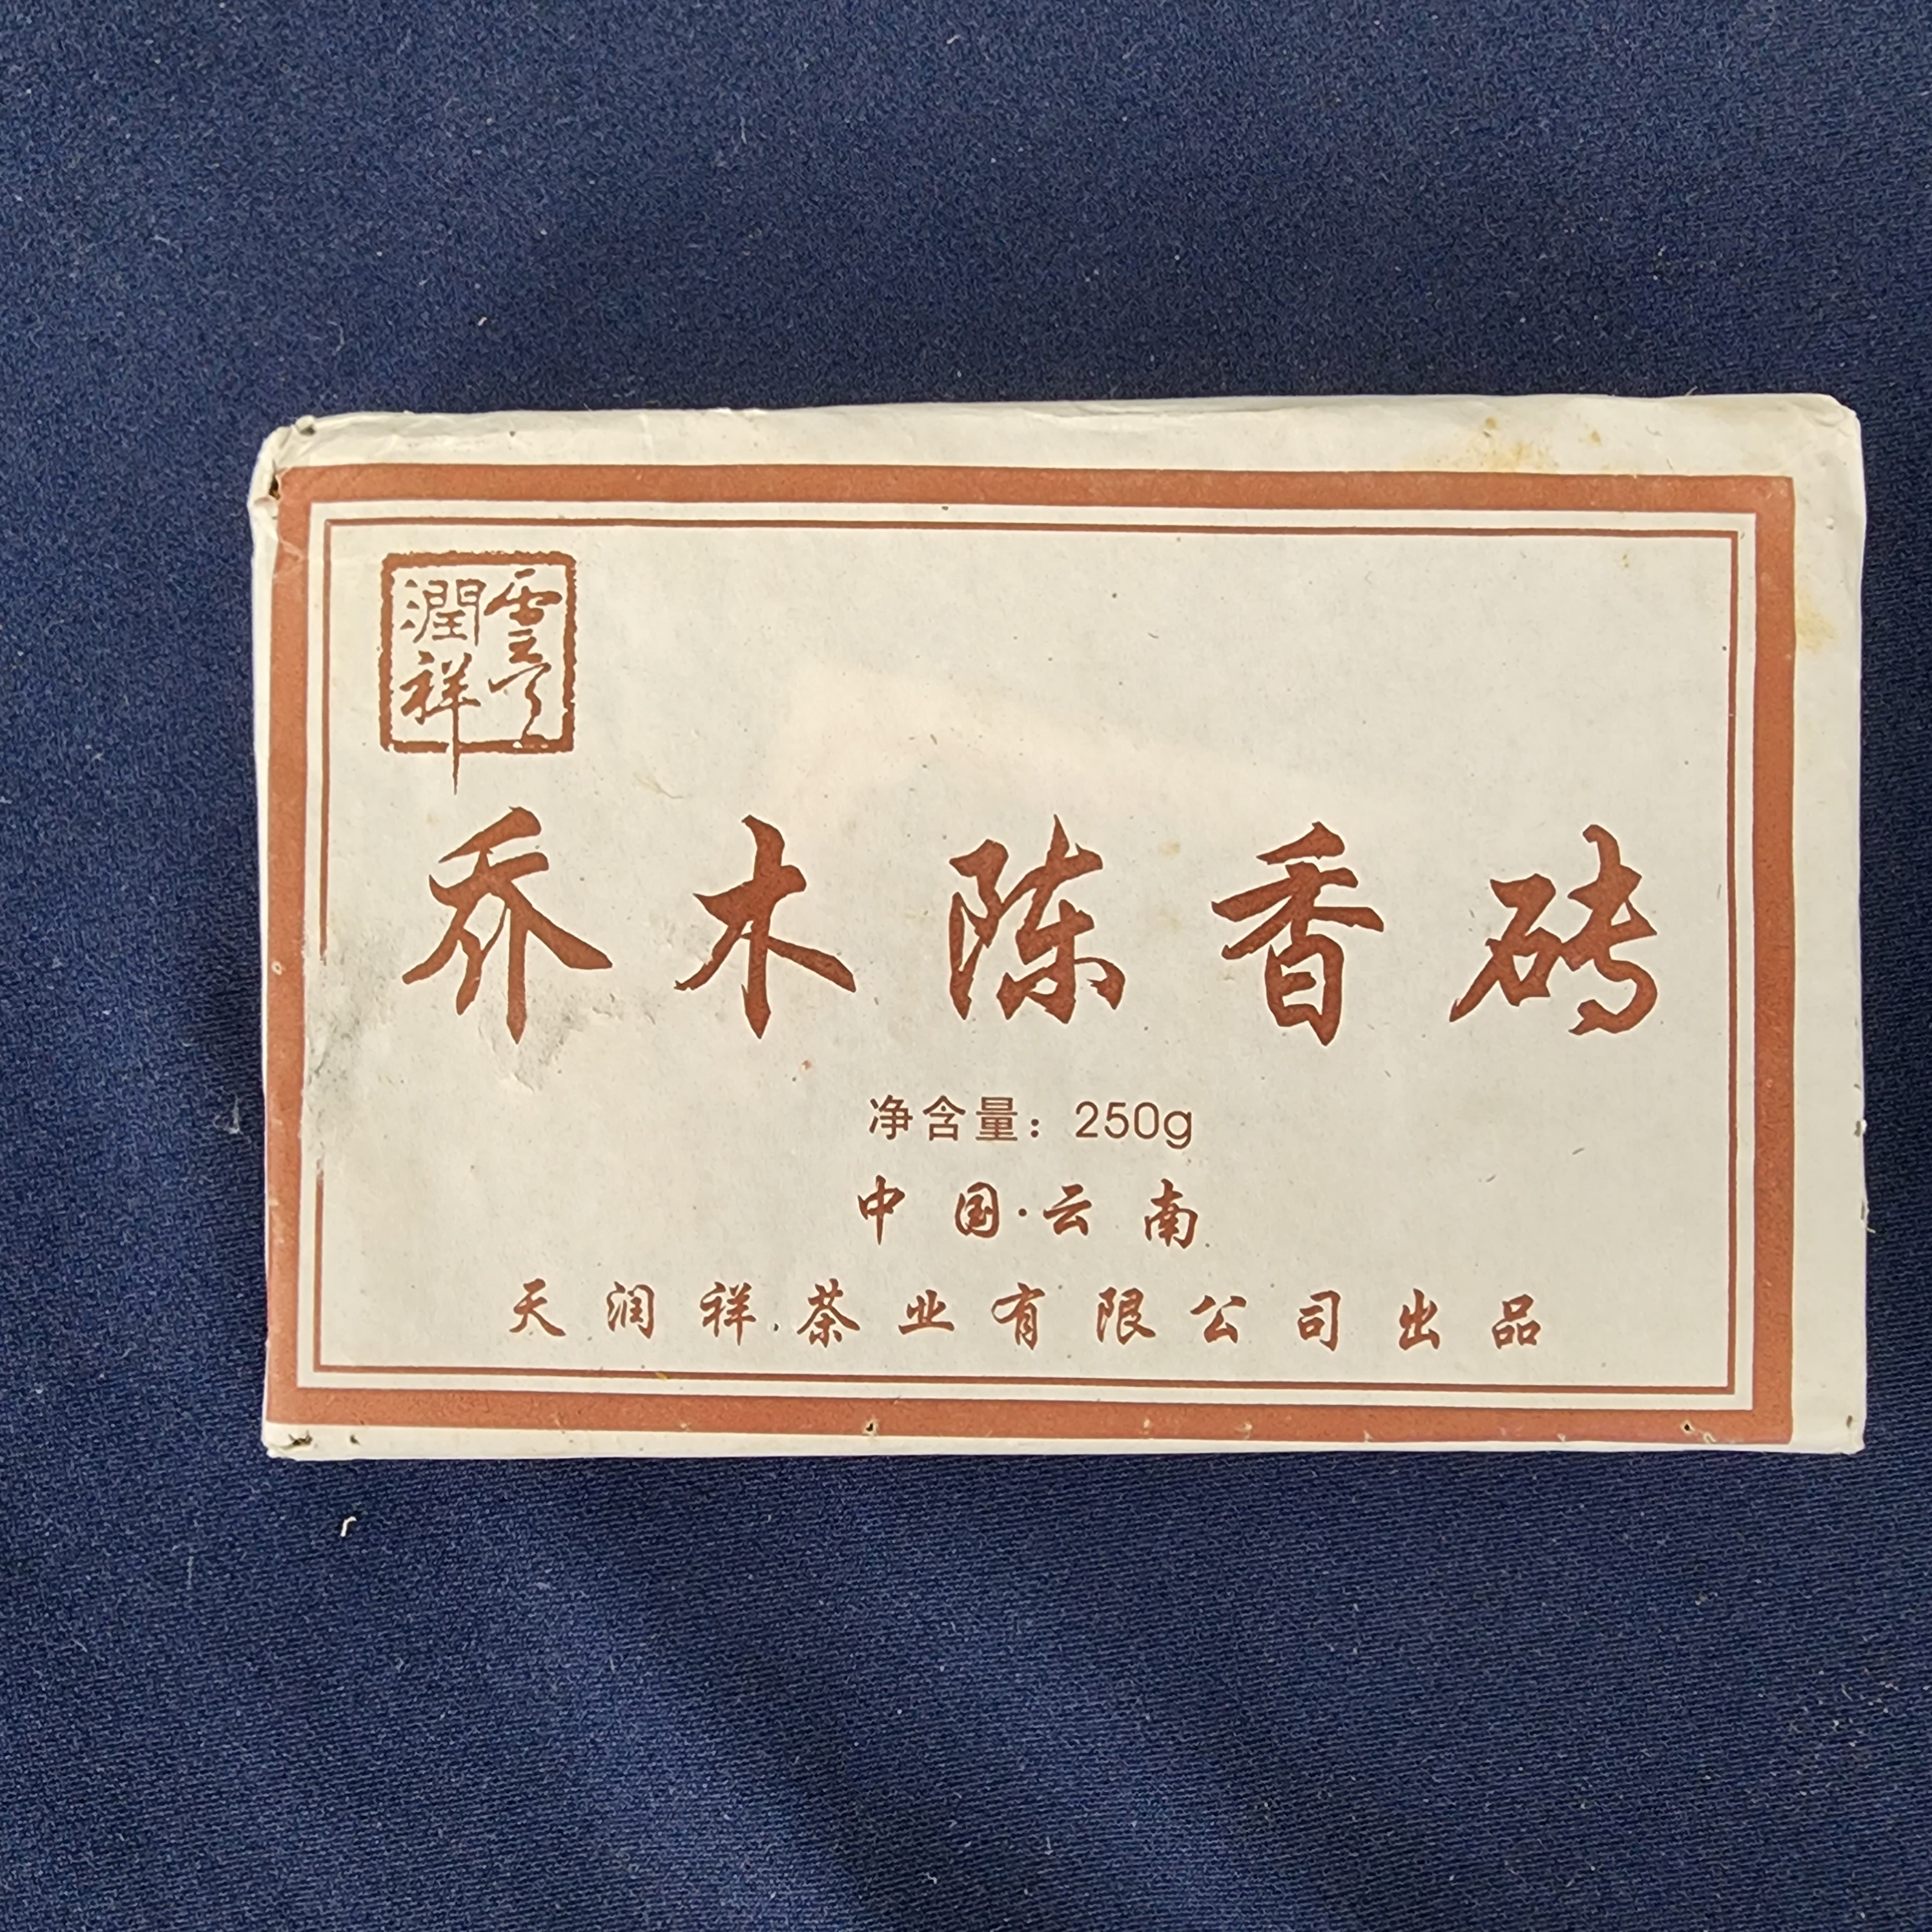 潤祥
乔木陈香砖
净含量：250g
中国·云南
天润祥茶业有限公司出品